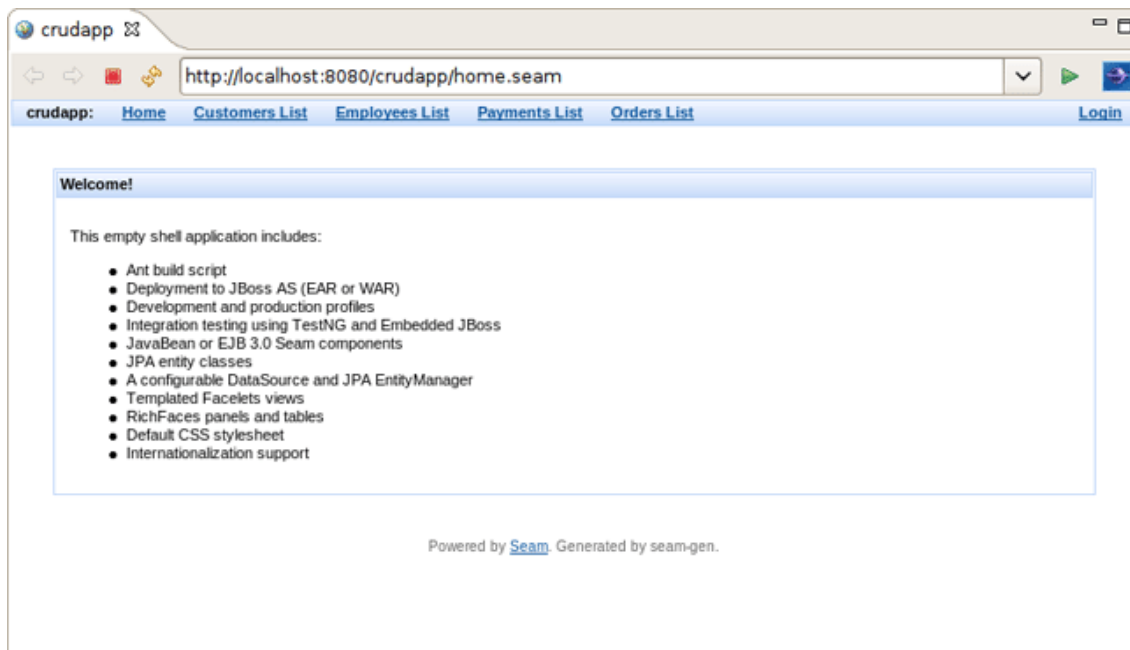 crudapp
http://localhost:8080/crudapp/home.seam
crudapp: Home Customers List Employees List Payments List Orders List Login
Welcome!
This empty shell application includes:
● Ant build script
● Deployment to JBoss AS (EAR or WAR)
● Development and production profiles
● Integration testing using TestNG and Embedded JBoss
● JavaBean or EJB 3.0 Seam components
● JPA entity classes
● A configurable DataSource and JPA EntityManager
● Templated Facelets views
● RichFaces panels and tables
● Default CSS stylesheet
● Internationalization support
Powered by Seam. Generated by seam-gen.